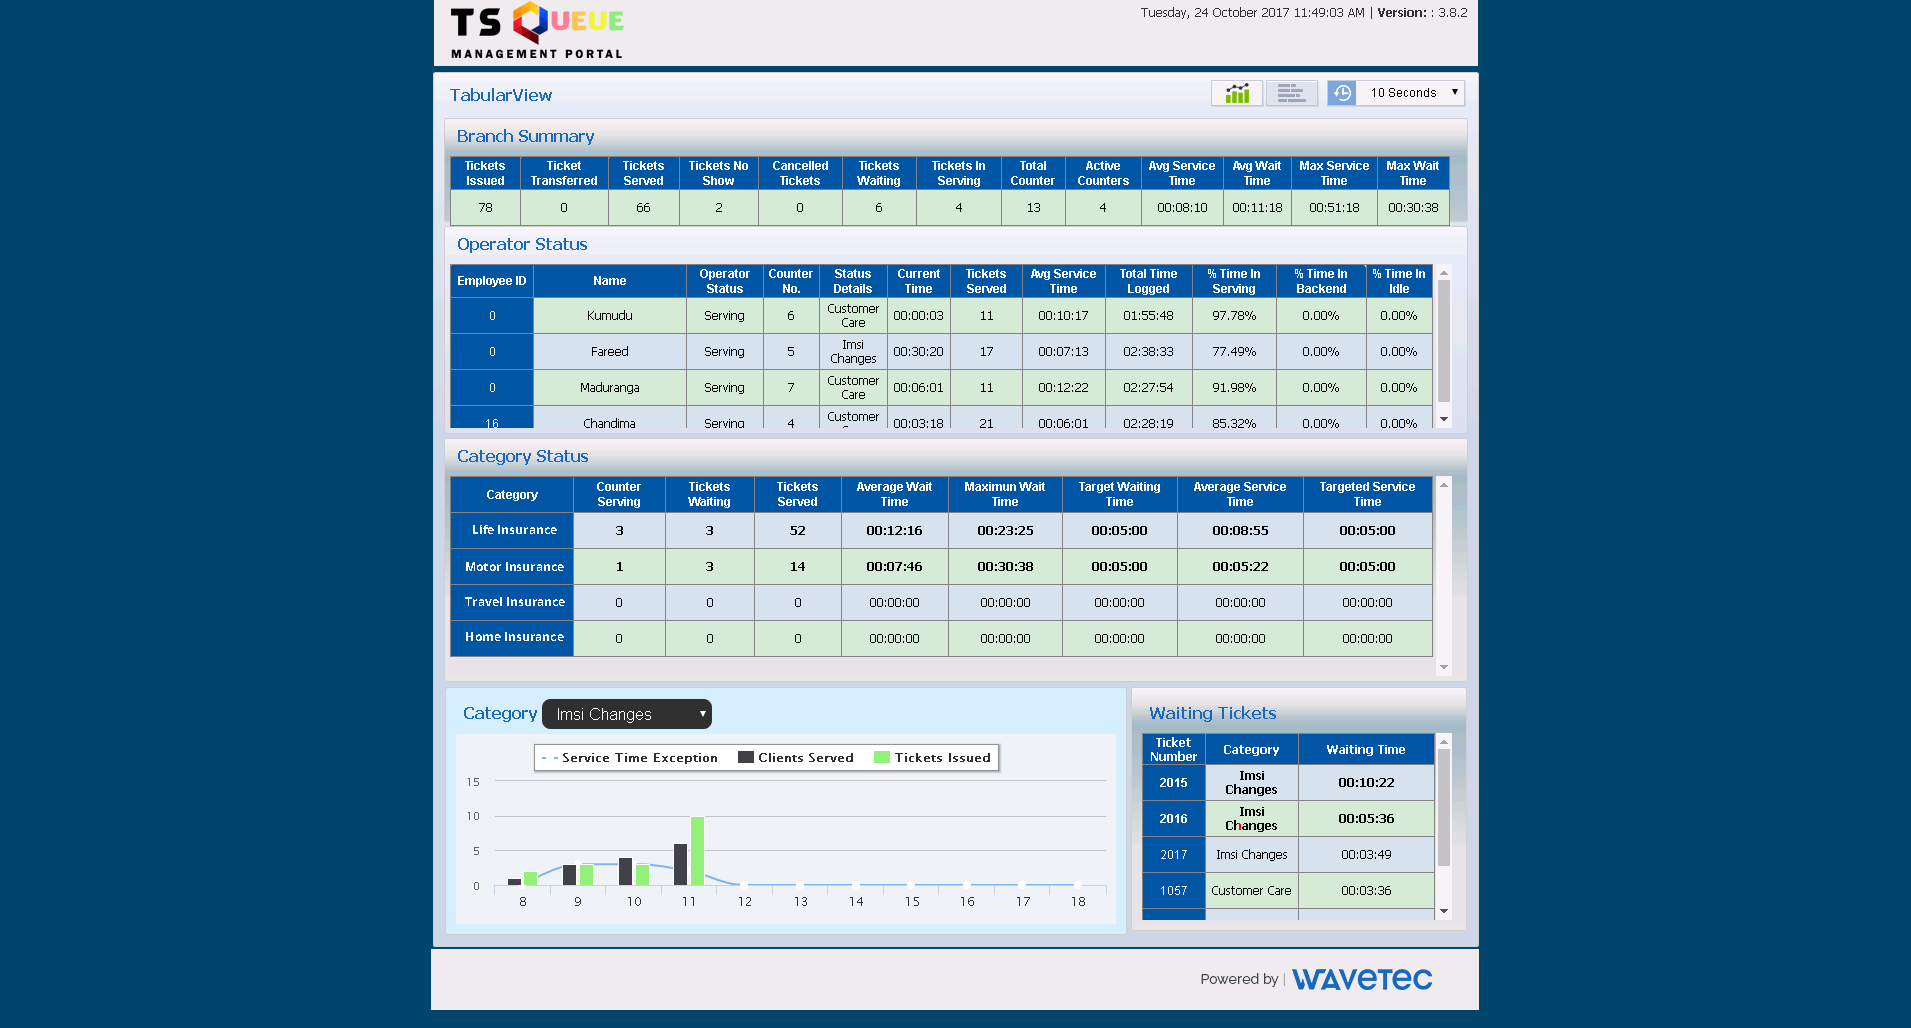 TS QUEUE
MANAGEMENT PORTAL
Tuesday, 24 October 2017 11:49:03 AM | Version: : 3.8.2
TabularView
10 Seconds
Branch Summary
Tickets Issued Ticket Transferred Tickets Served Tickets No Show Cancelled Tickets Tickets Waiting Tickets In Serving Total Counter Active Counters Avg Service Time Avg Wait Time Max Service Time Max Wait Time
78 0 66 2 0 6 4 13 4 00:08:10 00:11:18 00:51:18 00:30:38
Operator Status
Employee ID Name Operator Status Counter No. Status Details Current Time Tickets Served Avg Service Time Total Time Logged % Time In Serving % Time In Backend % Time In Idle
0 Kumudu Serving 6 Customer Care 00:00:03 11 00:10:17 01:55:48 97.78% 0.00% 0.00%
0 Fareed Serving 5 Imsi Changes 00:30:20 17 00:07:13 02:38:33 77.49% 0.00% 0.00%
0 Maduranga Serving 7 Customer Care 00:06:01 11 00:12:22 02:27:54 91.98% 0.00% 0.00%
16 Chandima Serving 4 Customer 00:03:18 21 00:06:01 02:28:19 85.32% 0.00% 0.00%
Category Status
Category Counter Serving Tickets Waiting Tickets Served Average Wait Time Maximun Wait Time Target Waiting Time Average Service Time Targeted Service Time
Life Insurance 3 3 52 00:12:16 00:23:25 00:05:00 00:08:55 00:05:00
Motor Insurance 1 3 14 00:07:46 00:30:38 00:05:00 00:05:22 00:05:00
Travel Insurance 0 0 0 00:00:00 00:00:00 00:00:00 00:00:00 00:00:00
Home Insurance 0 0 0 00:00:00 00:00:00 00:00:00 00:00:00 00:00:00
Category Imsi Changes
Service Time Exception Clients Served Tickets Issued
15
10
5
0
8 9 10 11 12 13 14 15 16 17 18
Waiting Tickets
Ticket Number Category Waiting Time
2015 Imsi Changes 00:10:22
2016 Imsi Changes 00:05:36
2017 Imsi Changes 00:03:49
1057 Customer Care 00:03:36
Powered by | WAVETEC